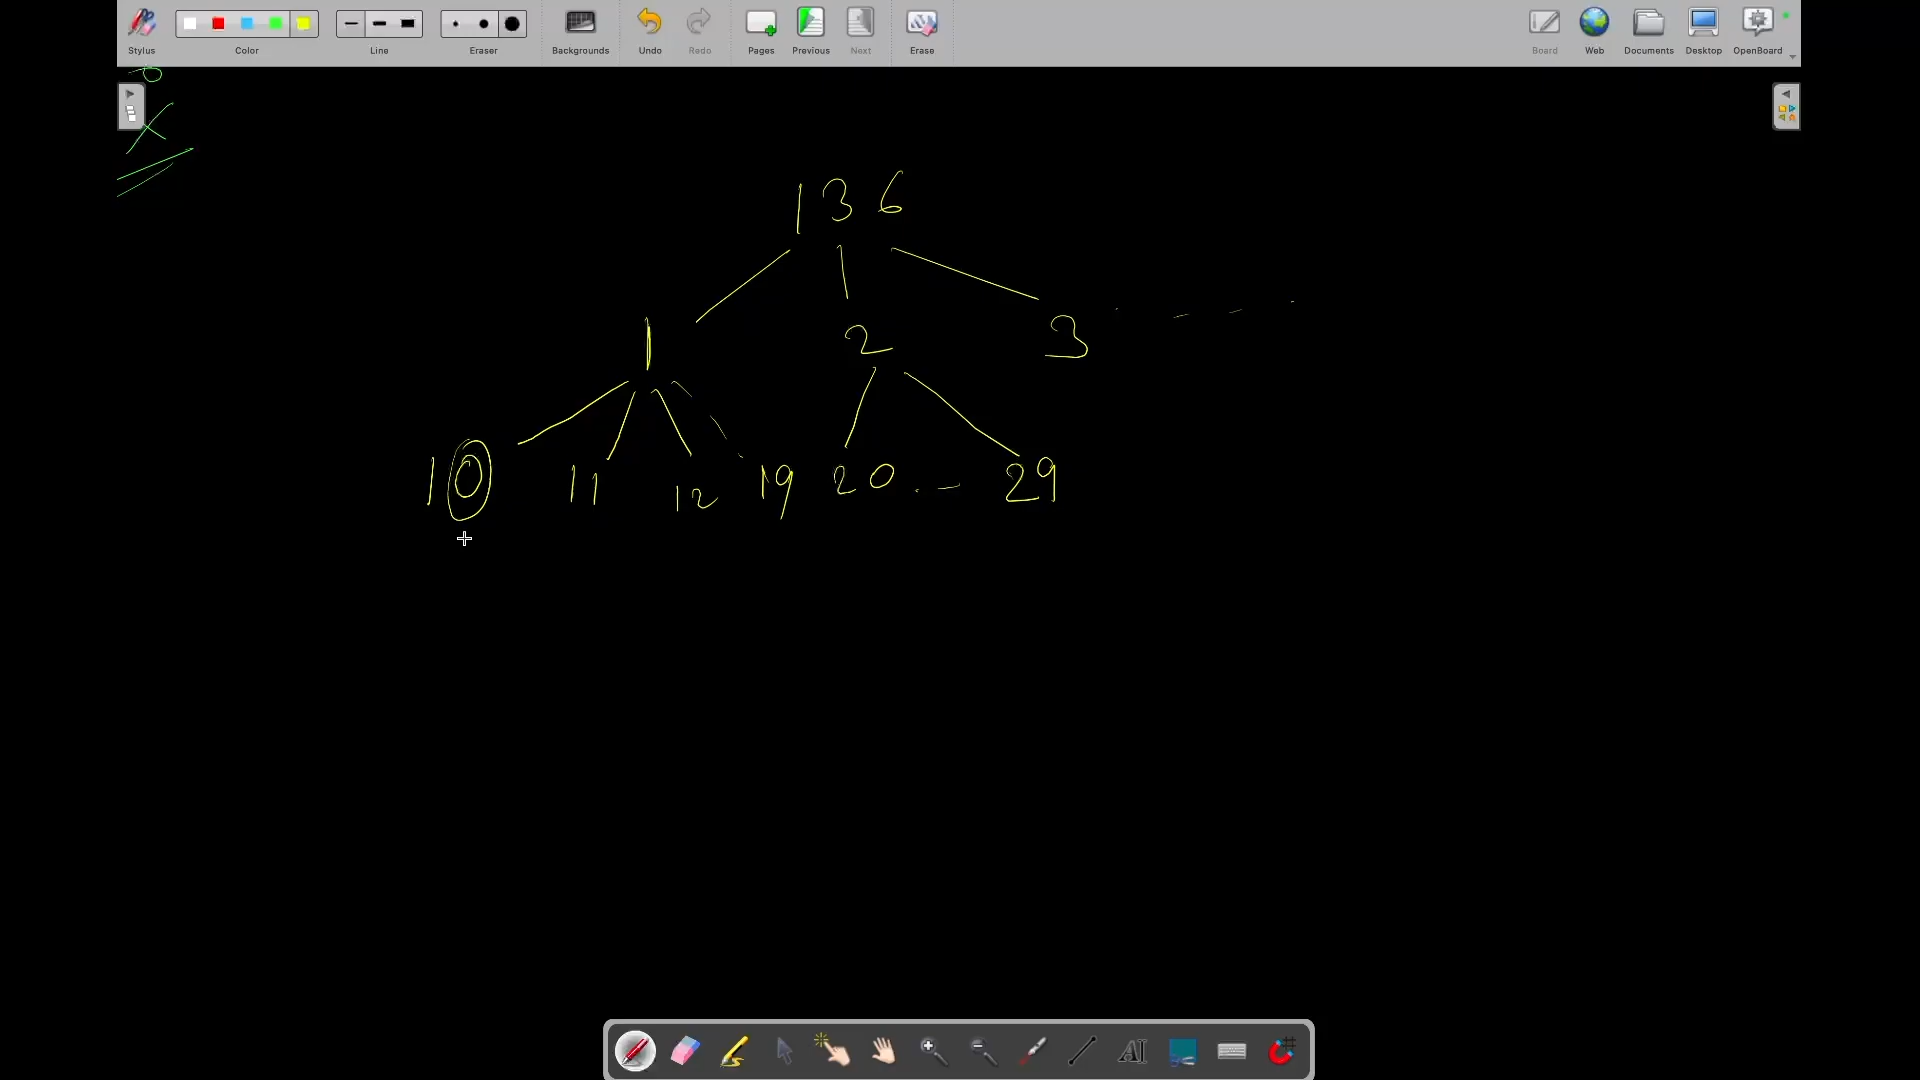 Stylus Color Line Eraser Backgrounds Undo Redo Pages Previous Next Erase Board Web Documents Desktop OpenBoard
136
1 2 3
10 11 12 19 20 29
AI